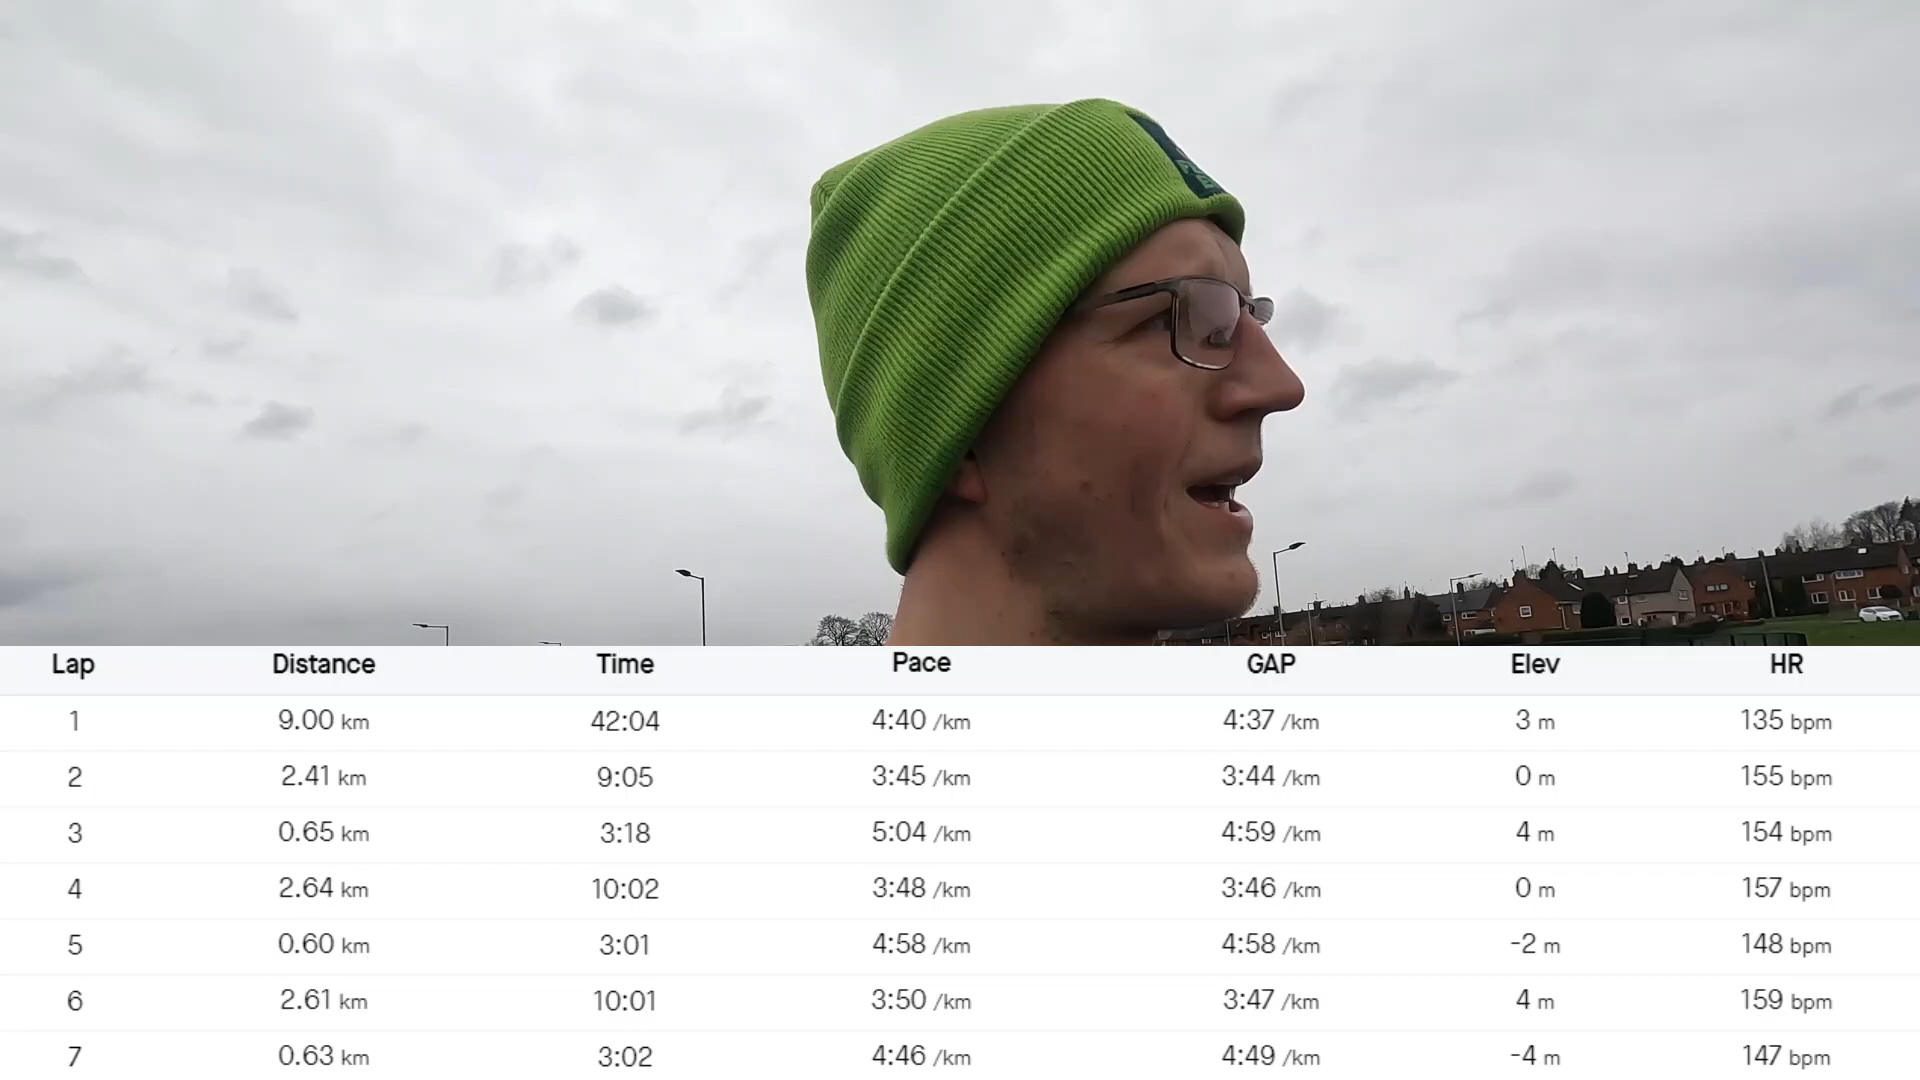 Lap Distance Time Pace GAP Elev HR
1 9.00 km 42:04 4:40 /km 4:37 /km 3 m 135 bpm
2 2.41 km 9:05 3:45 /km 3:44 /km 0 m 155 bpm
3 0.65 km 3:18 5:04 /km 4:59 /km 4 m 154 bpm
4 2.64 km 10:02 3:48 /km 3:46 /km 0 m 157 bpm
5 0.60 km 3:01 4:58 /km 4:58 /km -2 m 148 bpm
6 2.61 km 10:01 3:50 /km 3:47 /km 4 m 159 bpm
7 0.63 km 3:02 4:46 /km 4:49 /km -4 m 147 bpm